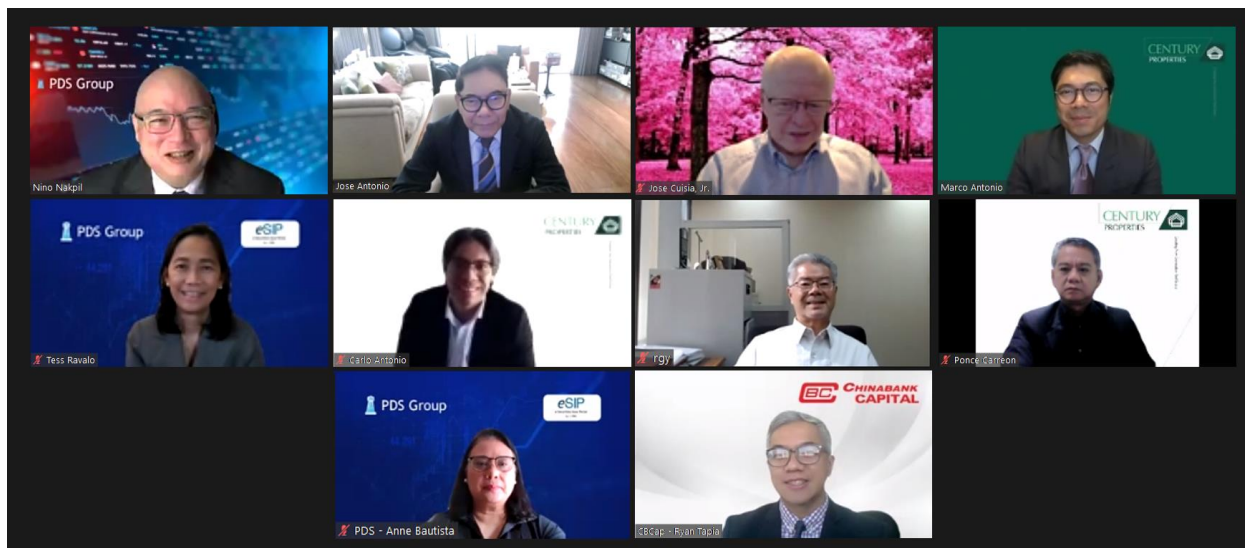 PDS Group
Nino Nakpil
Jose Antonio
Jose Cuisia, Jr.
CENTURY
PROPERTIES
Marco Antonio
PDS Group
eSIP
Tess Ravalo
CENTURY
PROPERTIES
Carlo Antonio
rgy
CENTURY
PROPERTIES
Ponce Carreon
PDS Group
eSIP
PDS - Anne Bautista
CBC
CHINABANK
CAPITAL
CBCap - Ryan Tapia